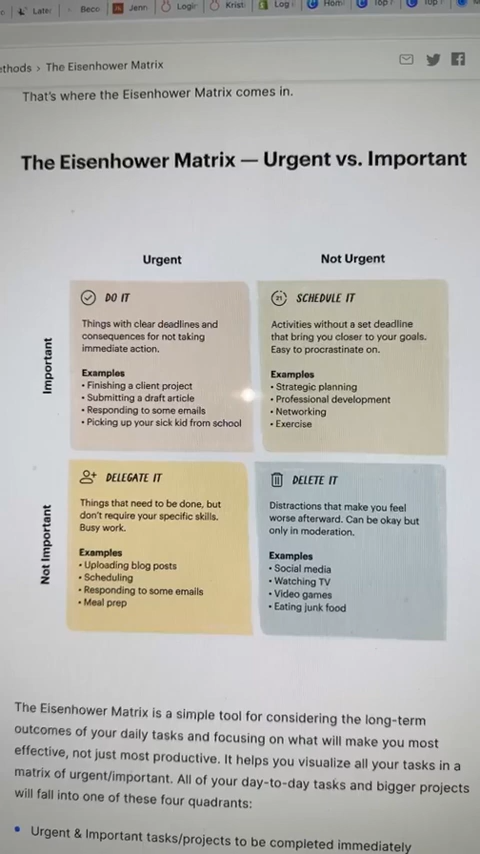 Later
Beco
Jenn
Login
Krist
Log i
Hom
Top
Top
ethods > The Eisenhower Matrix
That's where the Eisenhower Matrix comes in.
The Eisenhower Matrix — Urgent vs. Important
Urgent
Not Urgent
Important
DO IT
Things with clear deadlines and
consequences for not taking
immediate action.
Examples
• Finishing a client project
• Submitting a draft article
• Responding to some emails
• Picking up your sick kid from school
21
SCHEDULE IT
Activities without a set deadline
that bring you closer to your goals.
Easy to procrastinate on.
Examples
• Strategic planning
• Professional development
• Networking
• Exercise
Not Important
DELEGATE IT
Things that need to be done, but
don't require your specific skills.
Busy work.
Examples
• Uploading blog posts
• Scheduling
• Responding to some emails
• Meal prep
DELETE IT
Distractions that make you feel
worse afterward. Can be okay but
only in moderation.
Examples
• Social media
• Watching TV
• Video games
• Eating junk food
The Eisenhower Matrix is a simple tool for considering the long-term
outcomes of your daily tasks and focusing on what will make you most
effective, not just most productive. It helps you visualize all your tasks in a
matrix of urgent/important. All of your day-to-day tasks and bigger projects
will fall into one of these four quadrants:
• Urgent & Important tasks/projects to be completed immediately